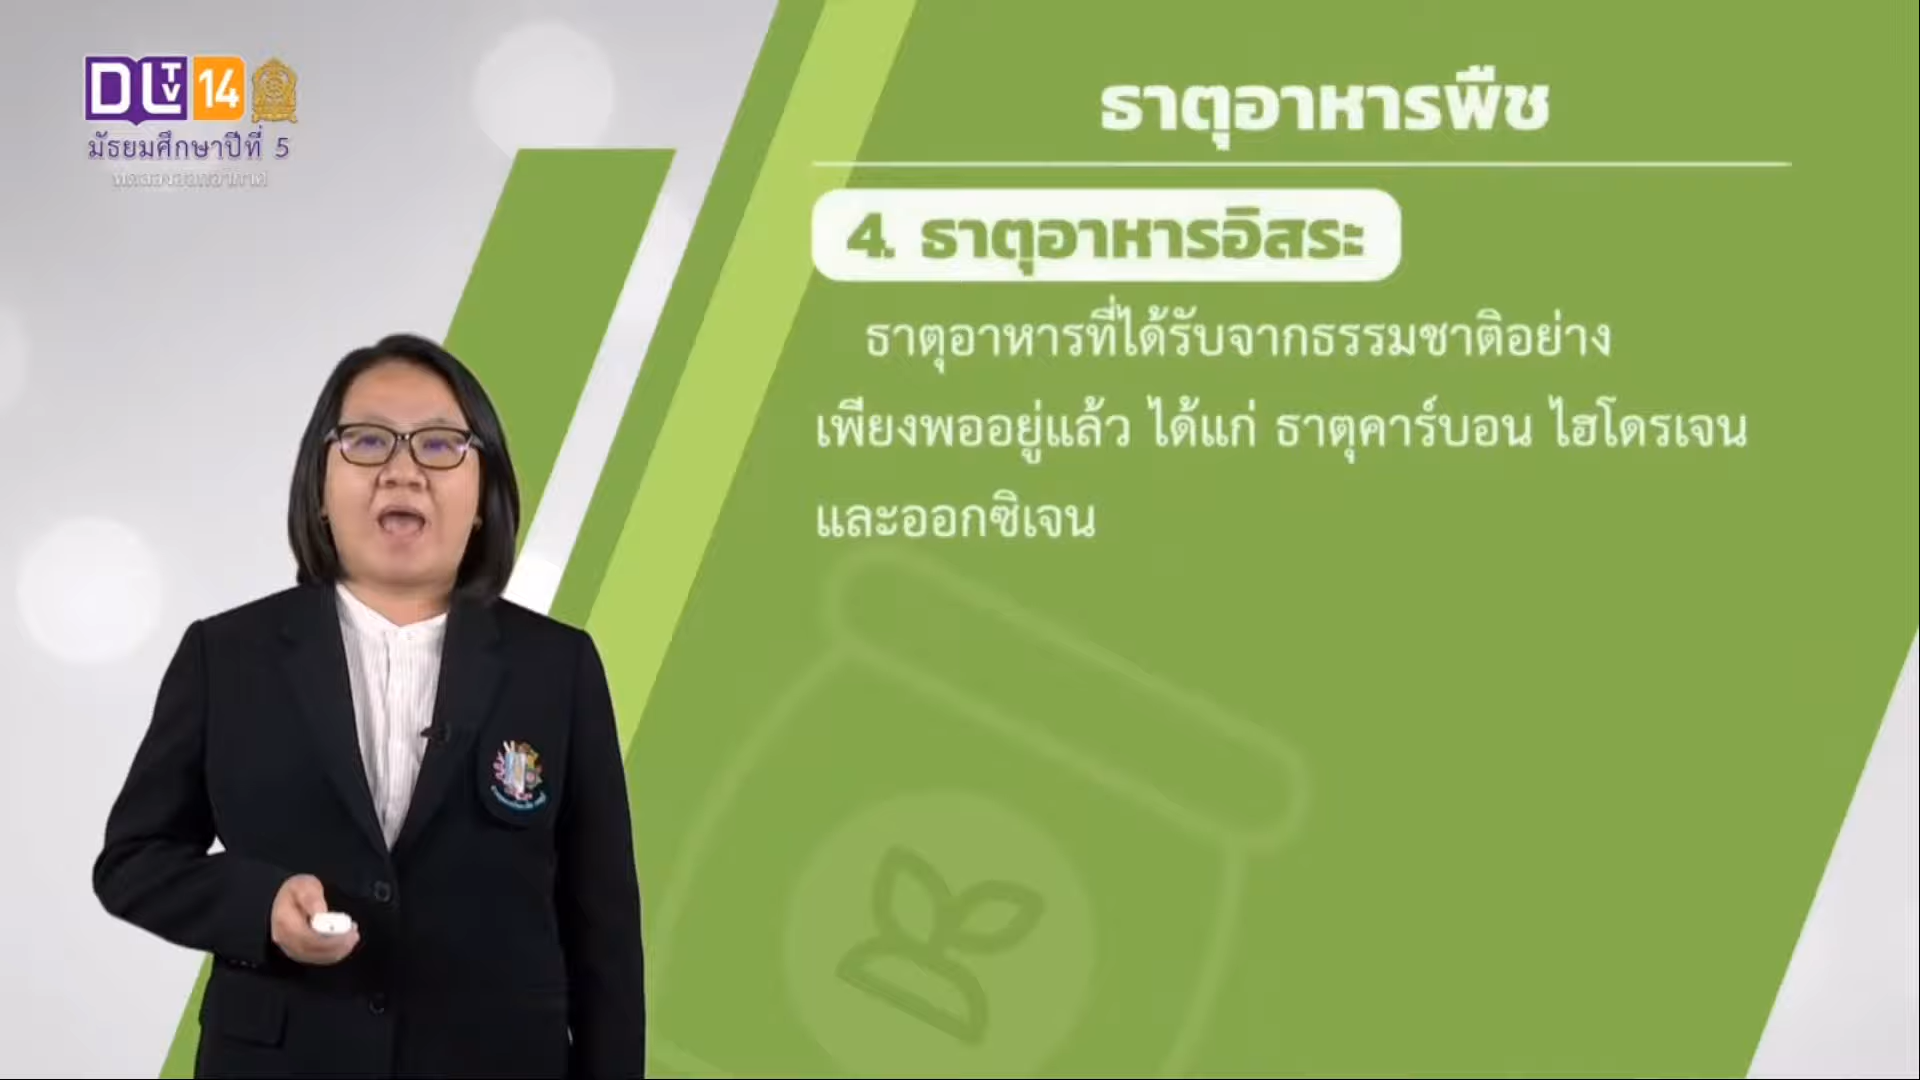 DLTV 14
มัธยมศึกษาปีที่ 5
ธาตุอาหารพืช
4. ธาตุอาหารอิสระ
ธาตุอาหารที่ได้รับจากธรรมชาติอย่าง
เพียงพออยู่แล้ว ได้แก่ ธาตุคาร์บอน ไฮโดรเจน
และออกซิเจน